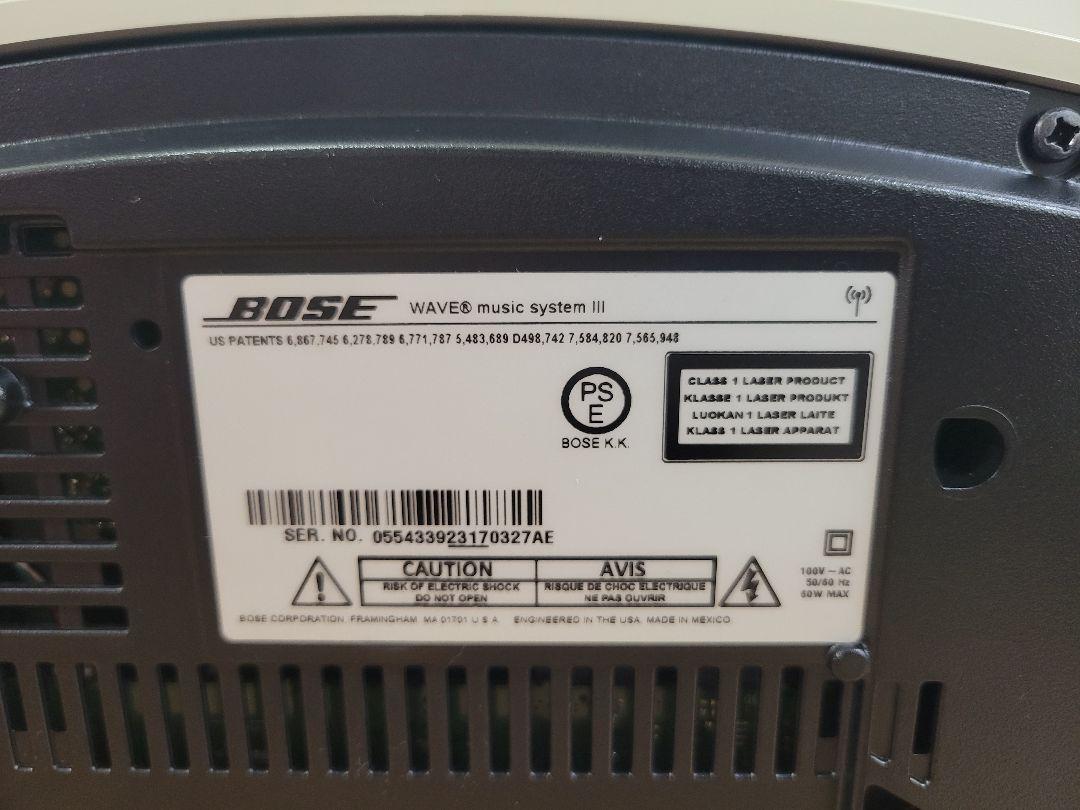 BOSE WAVE® music system III
US PATENTS 6,867,745 6,278,789 6,771,787 5,483,689 D498,742 7,584,820 7,565,948
PS
E
BOSE K.K.
CLASS 1 LASER PRODUCT
KLASSE 1 LASER PRODUKT
LUOKAN 1 LASER LAITE
KLASS 1 LASER APPARAT
SER. NO. 055433923170327AE
CAUTION
RISK OF ELECTRIC SHOCK
DO NOT OPEN
AVIS
RISQUE DE CHOC ELECTRIQUE
NE PAS OUVRIR
100V ~ AC
50/60 Hz
60W MAX
BOSE CORPORATION, FRAMINGHAM, MA 01701 U.S.A. ENGINEERED IN THE USA, MADE IN MEXICO